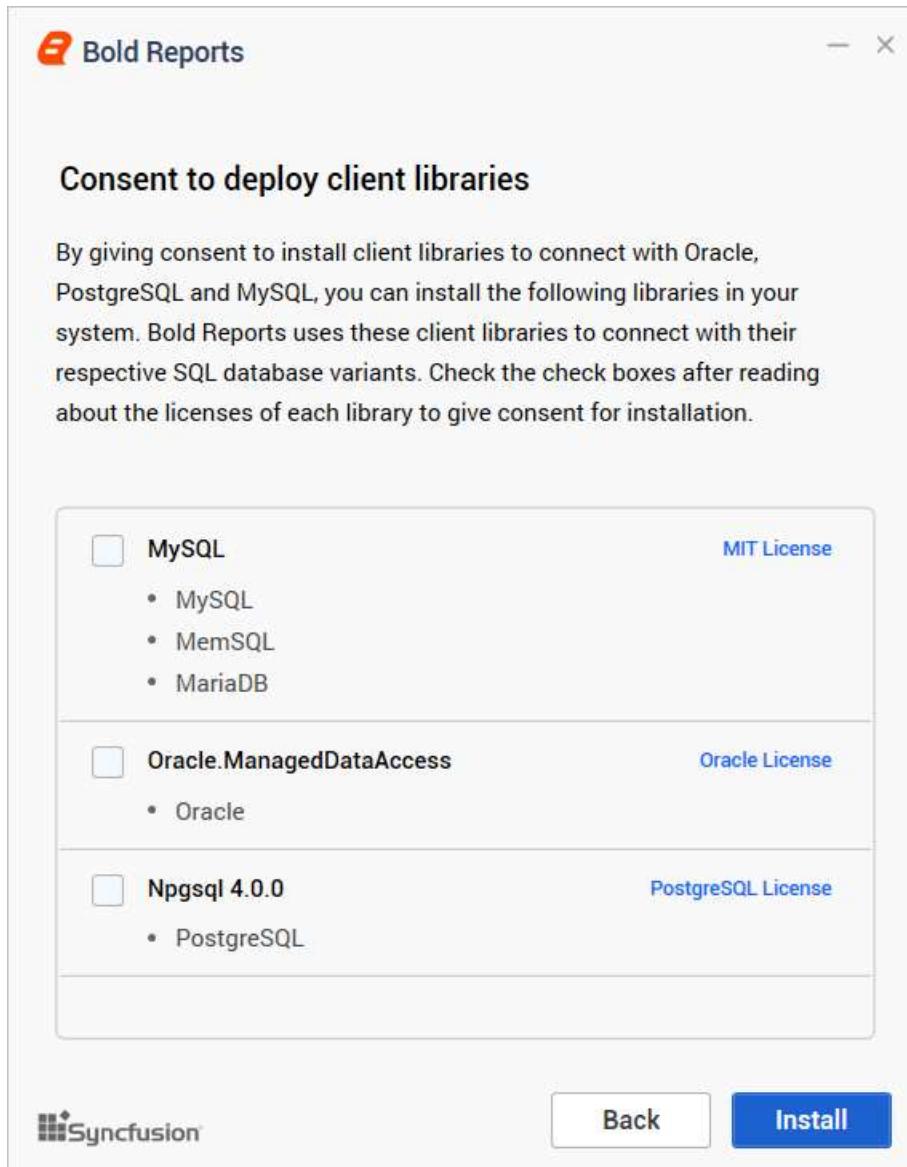 Bold Reports
Consent to deploy client libraries
By giving consent to install client libraries to connect with Oracle,
PostgreSQL and MySQL, you can install the following libraries in your
system. Bold Reports uses these client libraries to connect with their
respective SQL database variants. Check the check boxes after reading
about the licenses of each library to give consent for installation.
MySQL MIT License
• MySQL
• MemSQL
• MariaDB
Oracle.ManagedDataAccess Oracle License
• Oracle
Npgsql 4.0.0 PostgreSQL License
• PostgreSQL
Syncfusion Back Install